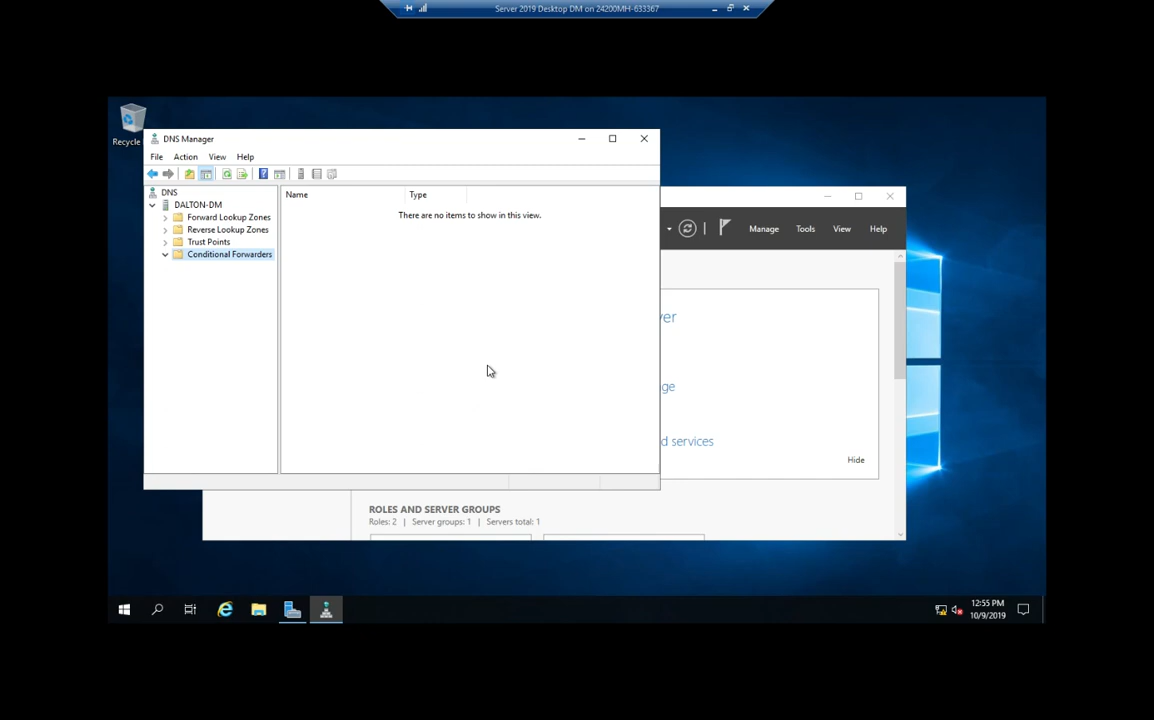 Server 2019 Desktop DM on 24200MH-633367
Recycle
DNS Manager
File Action View Help
DNS
DALTON-DM
Forward Lookup Zones
Reverse Lookup Zones
Trust Points
Conditional Forwarders
Name Type
There are no items to show in this view.
Manage Tools View Help
ver
ge
d services
Hide
ROLES AND SERVER GROUPS
Roles: 2 | Server groups: 1 | Servers total: 1
12:55 PM
10/9/2019